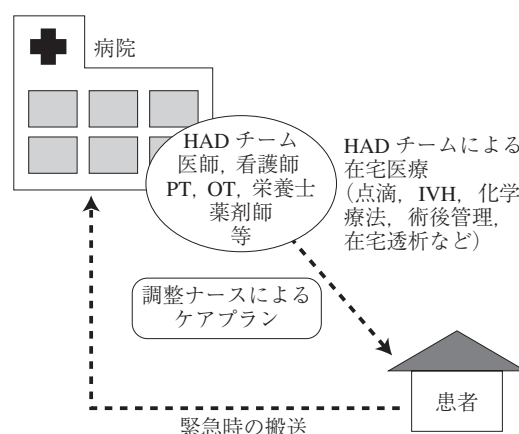 病院
HAD チーム
医師, 看護師
PT, OT, 栄養士
薬剤師
等
HAD チームによる
在宅医療
(点滴, IVH, 化学
療法, 術後管理,
在宅透析など)
調整ナースによる
ケアプラン
患者
緊急時の搬送